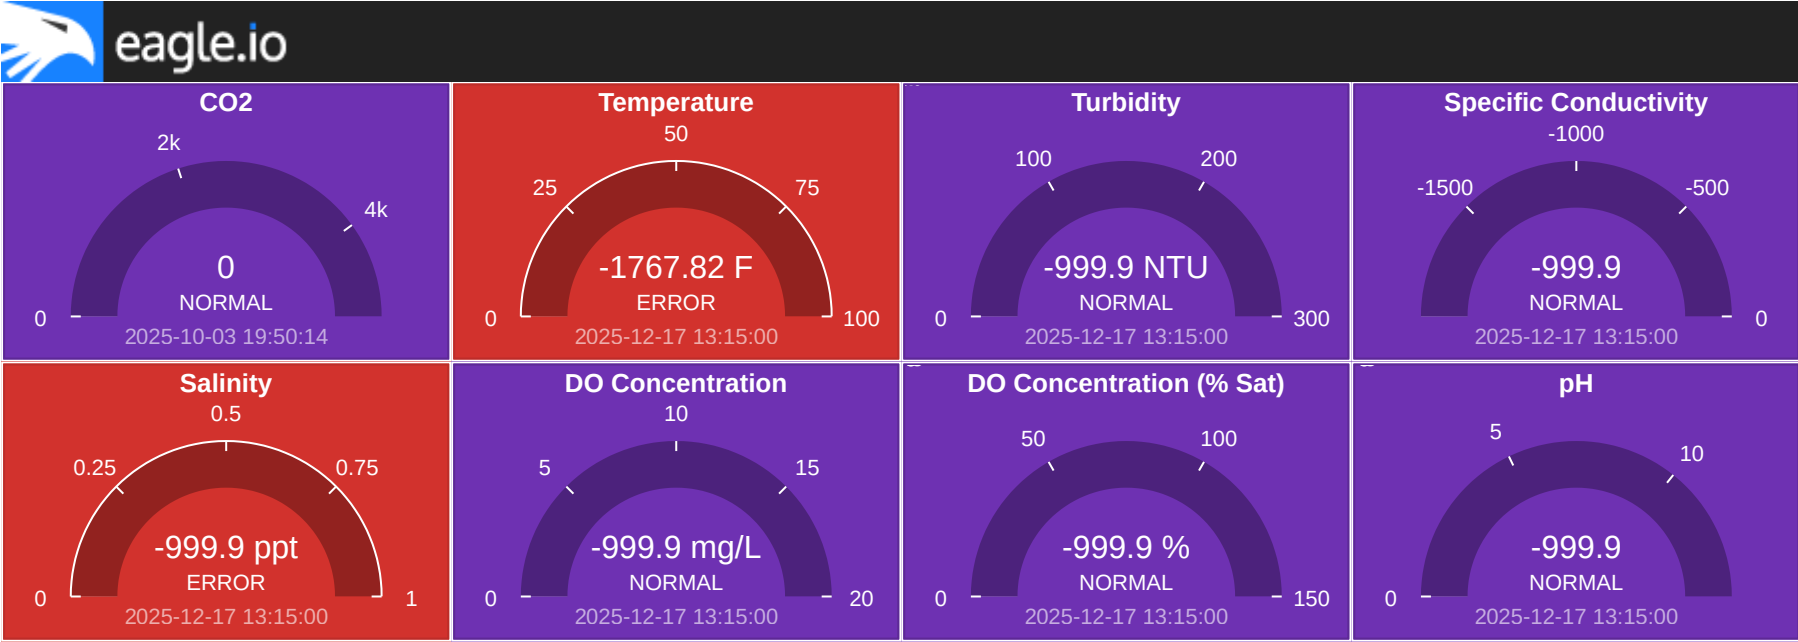 eagle.io
CO2
2k
4k
0
NORMAL
0
2025-10-03 19:50:14
Temperature
50
25
75
-1767.82 F
ERROR
0
100
2025-12-17 13:15:00
Turbidity
100
200
-999.9 NTU
NORMAL
0
300
2025-12-17 13:15:00
Specific Conductivity
-1000
-1500
-500
-999.9
NORMAL
0
2025-12-17 13:15:00
Salinity
0.5
0.25
0.75
-999.9 ppt
ERROR
0
1
2025-12-17 13:15:00
DO Concentration
10
5
15
-999.9 mg/L
NORMAL
0
20
2025-12-17 13:15:00
DO Concentration (% Sat)
50
100
-999.9 %
NORMAL
0
150
2025-12-17 13:15:00
pH
5
10
-999.9
NORMAL
0
2025-12-17 13:15:00